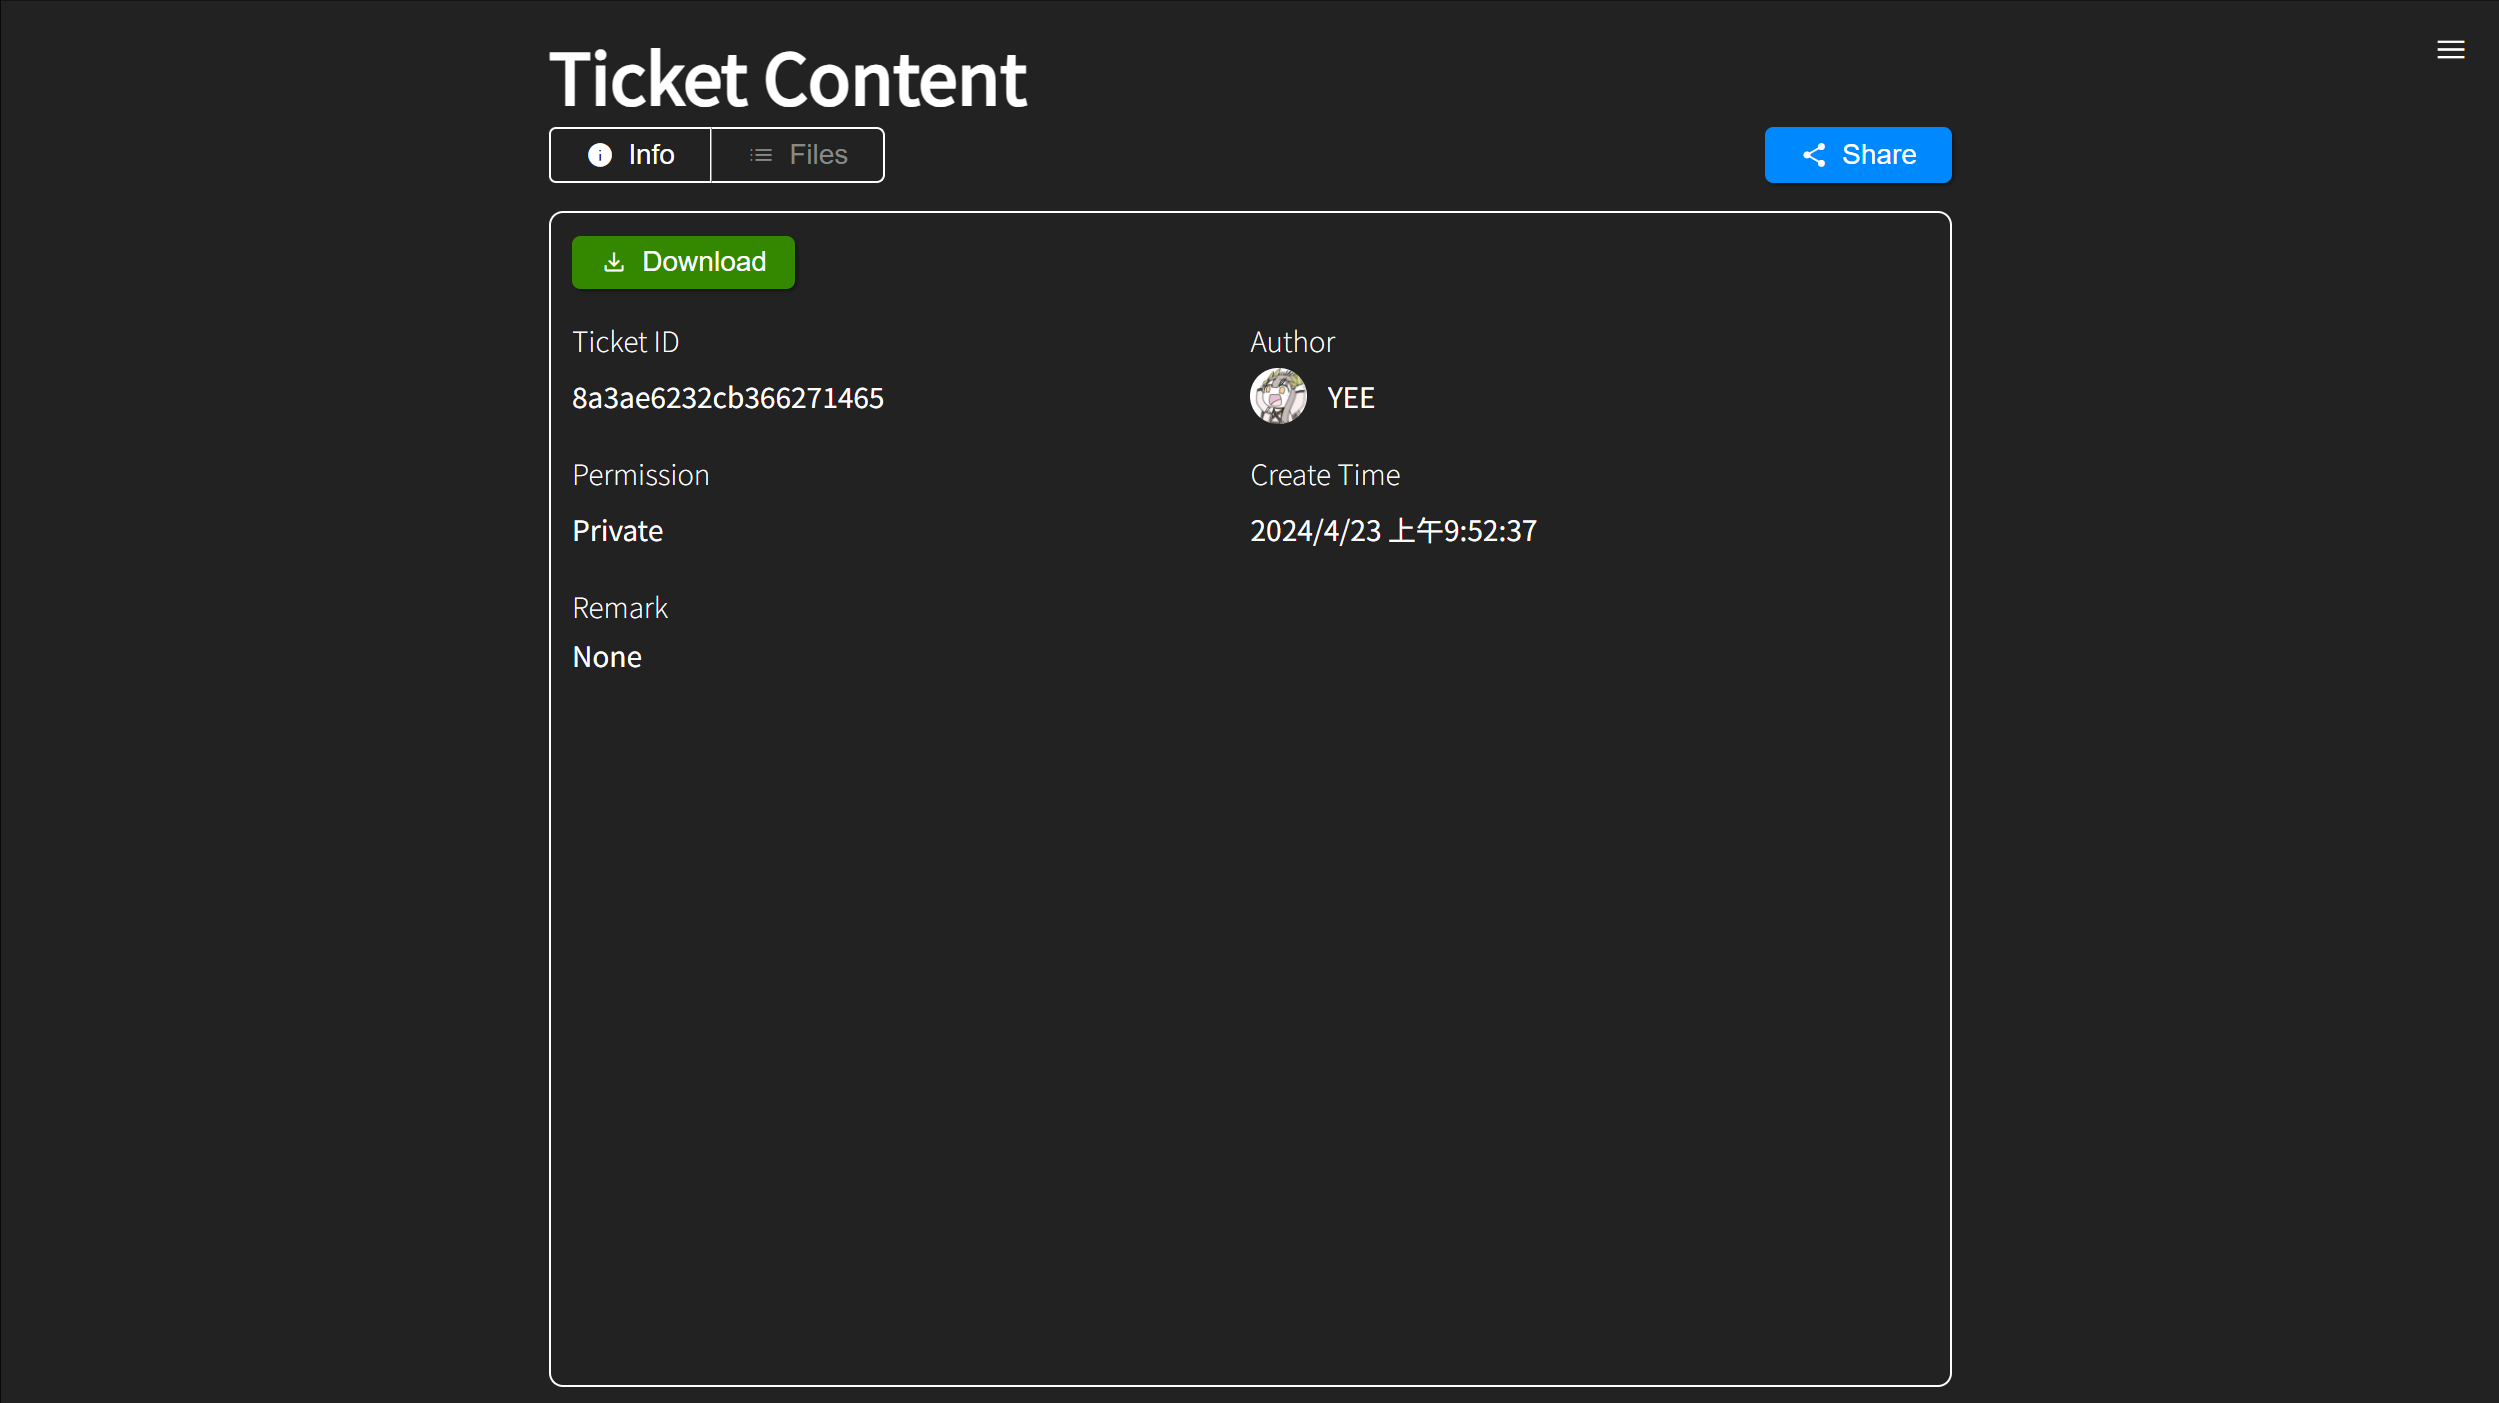 Ticket Content
Info
Files
Share
Download
Ticket ID
Author
8a3ae6232cb366271465
YEE
Permission
Create Time
Private
2024/4/23 上午9:52:37
Remark
None